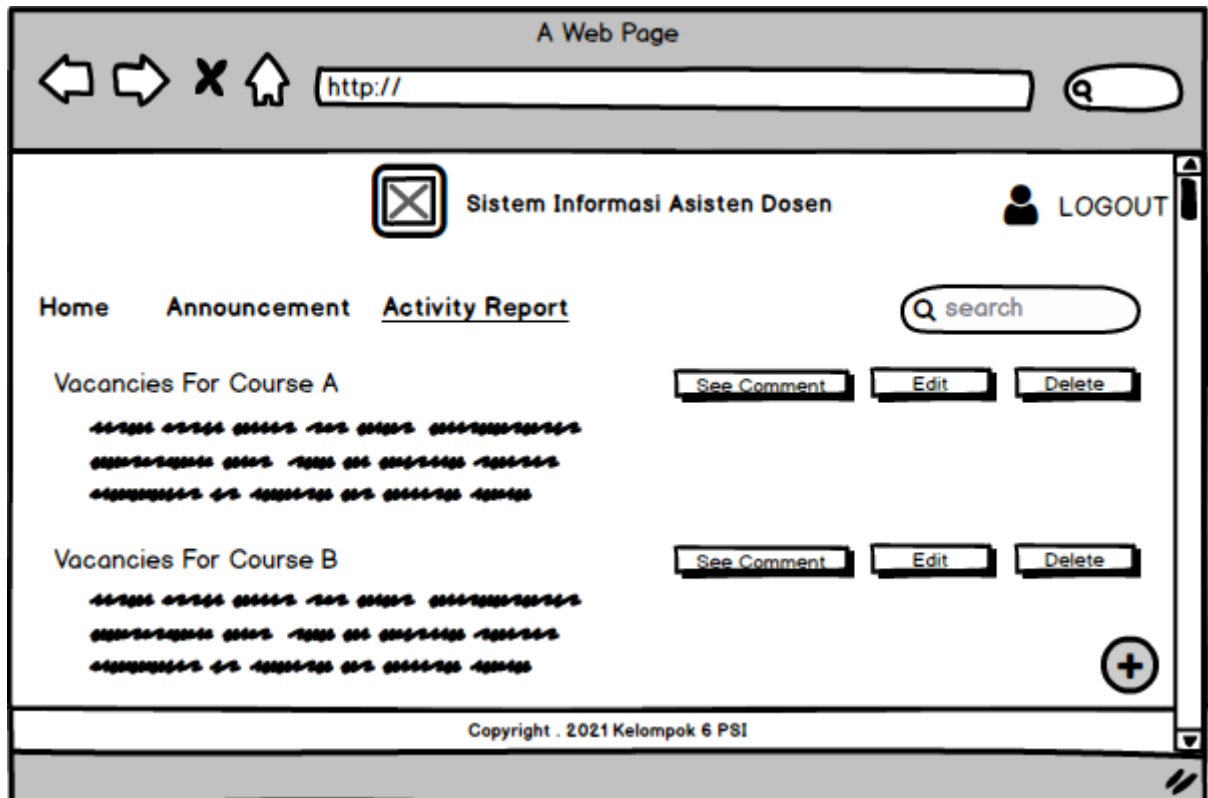 A Web Page
http://
Sistem Informasi Asisten Dosen
LOGOUT
Home Announcement Activity Report
search
Vacancies For Course A
See Comment Edit Delete
Vacancies For Course B
See Comment Edit Delete
+
Copyright . 2021 Kelompok 6 PSI